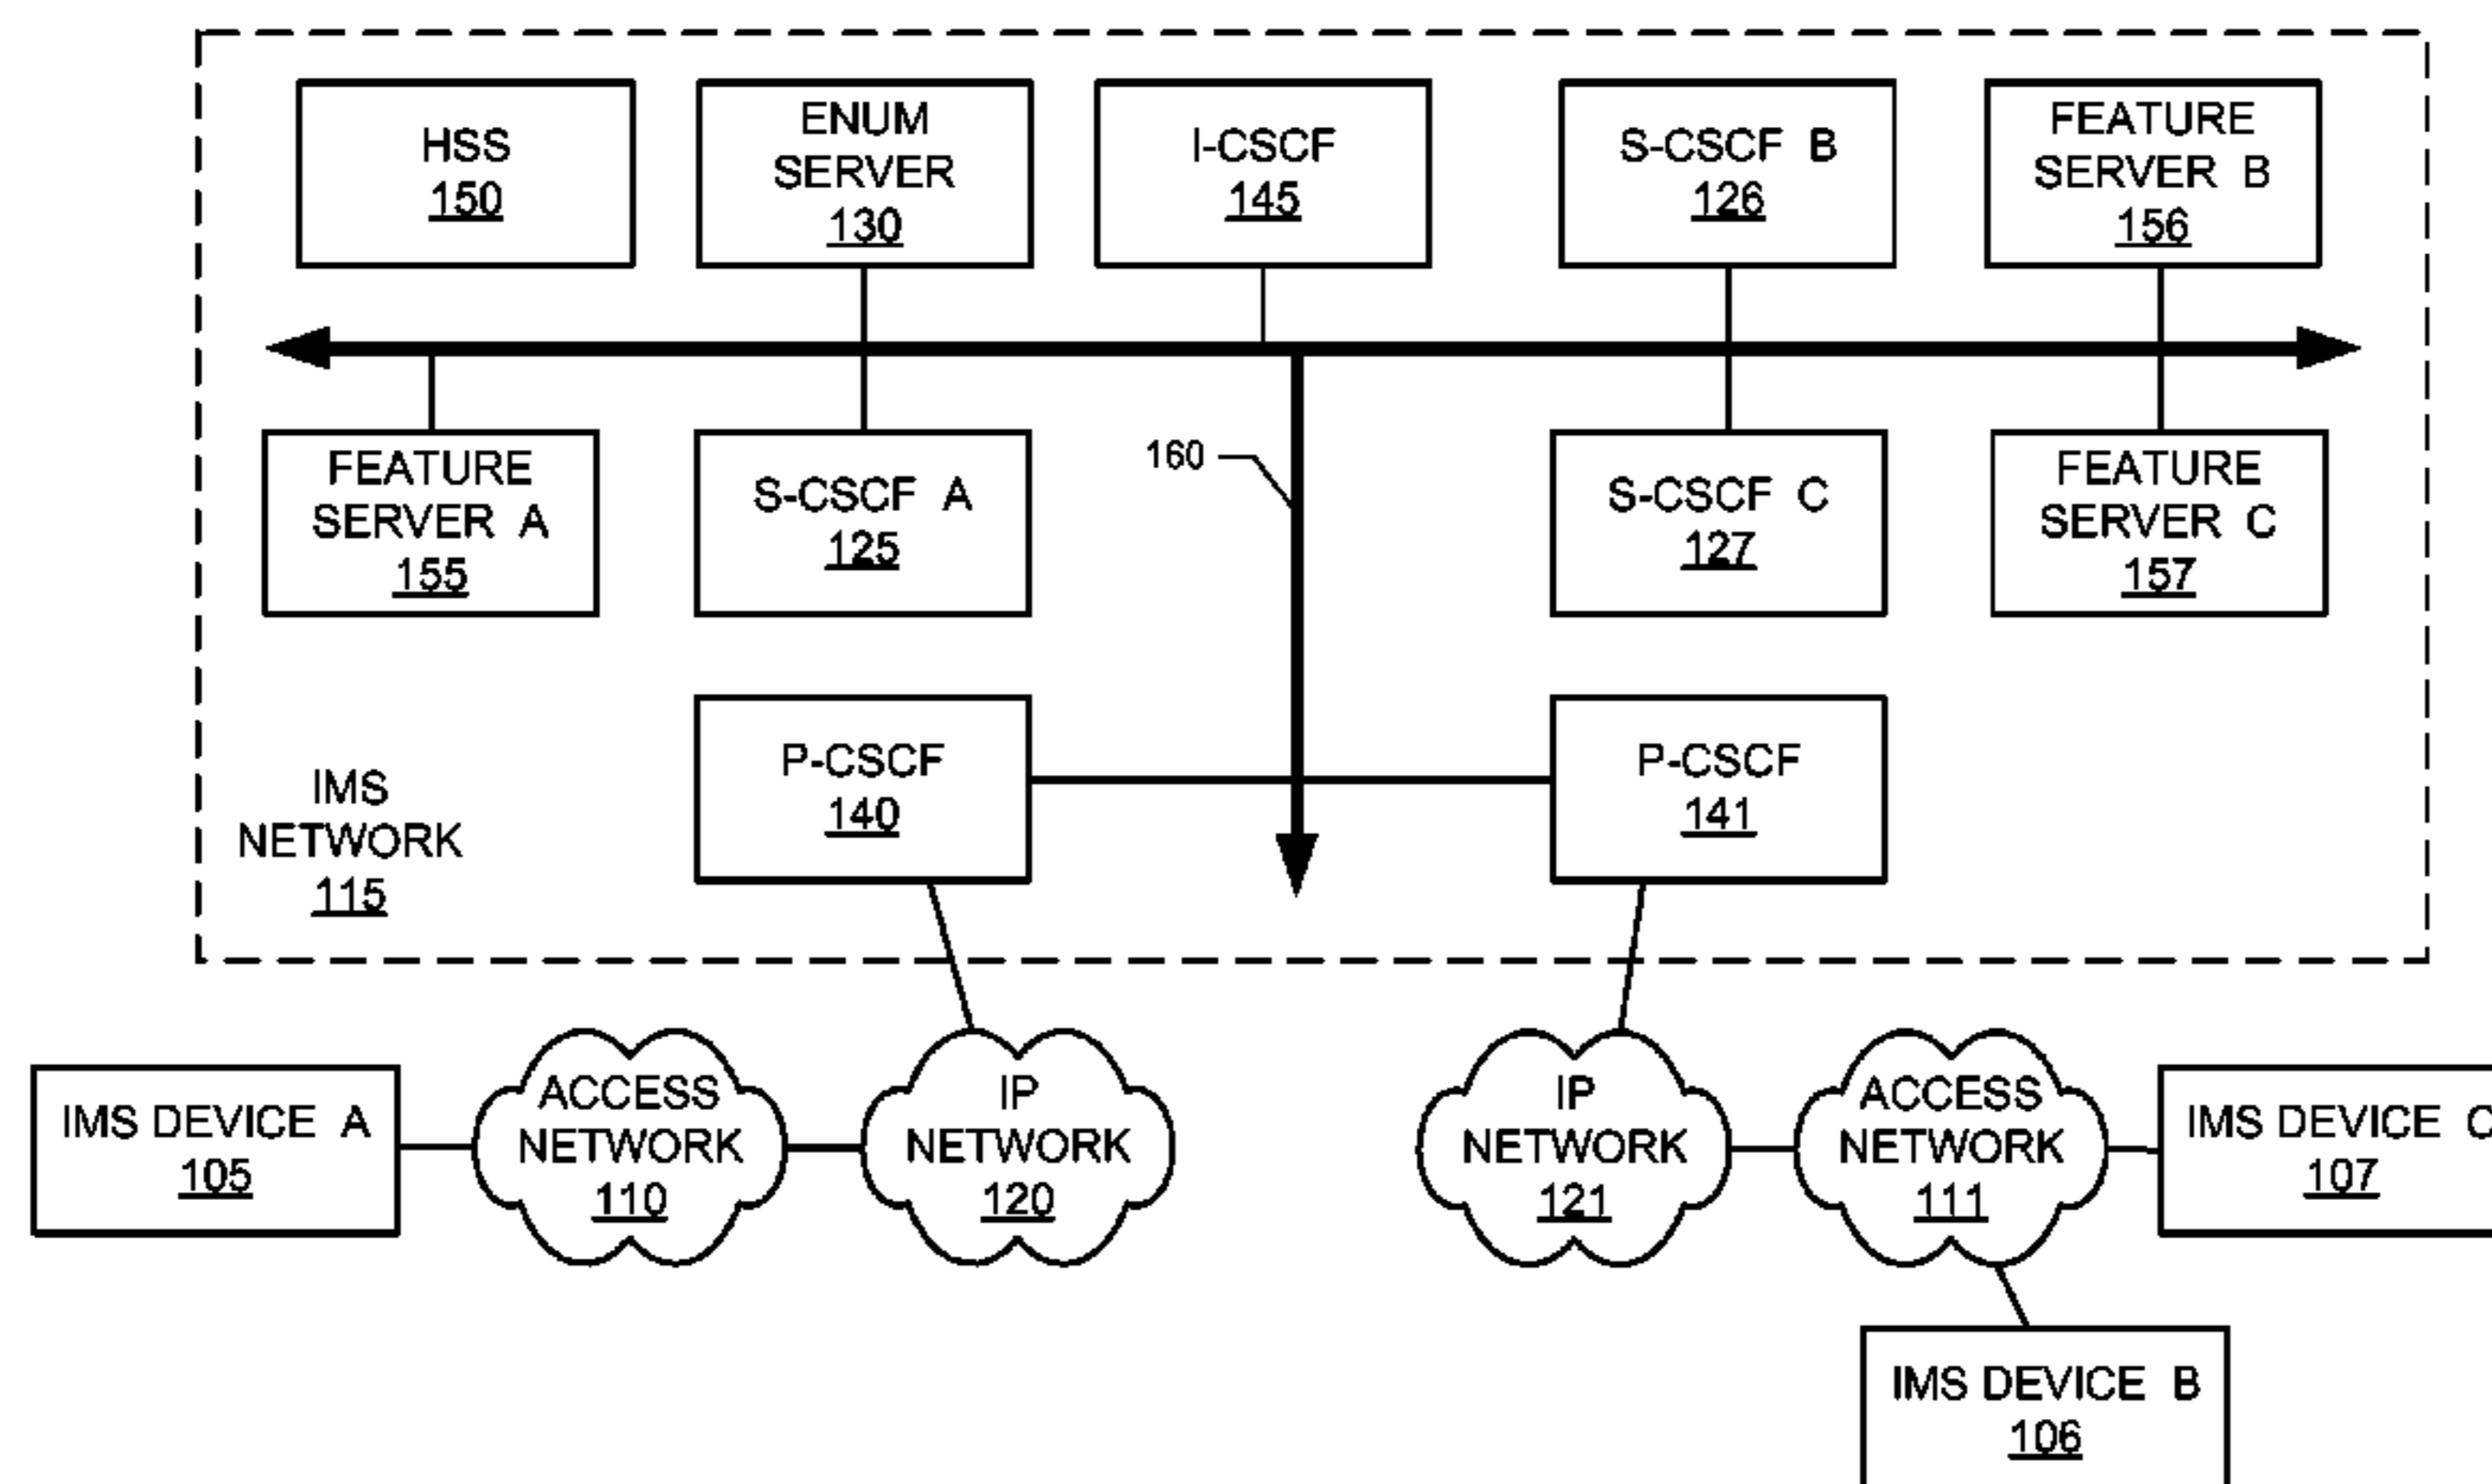 HSS
150
ENUM
SERVER
130
I-CSCF
145
S-CSCF B
126
FEATURE
SERVER B
156
FEATURE
SERVER A
155
S-CSCF A
125
160
S-CSCF C
127
FEATURE
SERVER C
157
IMS
NETWORK
115
P-CSCF
140
P-CSCF
141
IMS DEVICE A
105
ACCESS
NETWORK
110
IP
NETWORK
120
IP
NETWORK
121
ACCESS
NETWORK
111
IMS DEVICE C
107
IMS DEVICE B
106